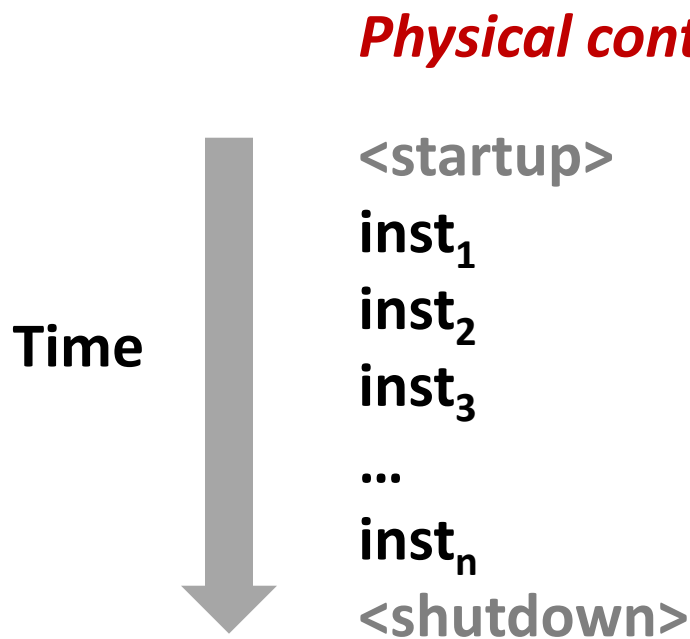 Physical cont
<startup>
inst₁
inst₂
Time
inst₃
...
instₙ
<shutdown>